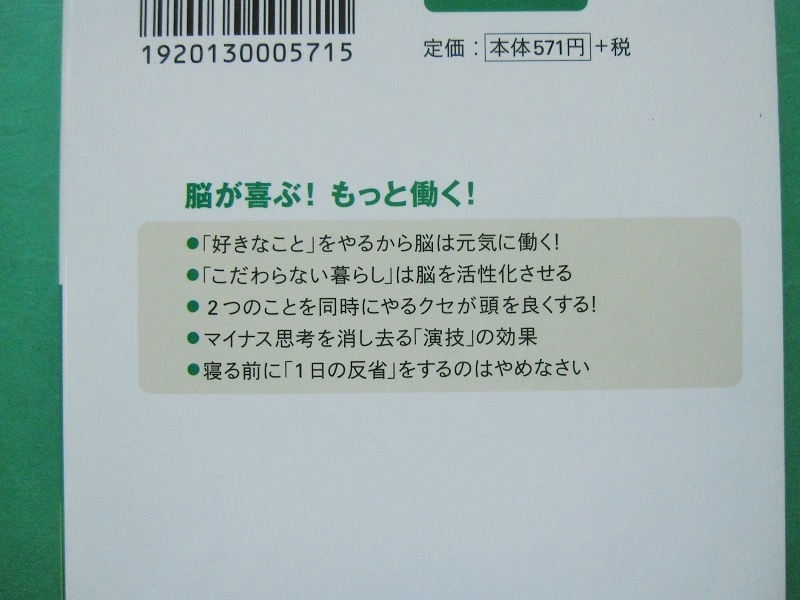 1920130005715
定価：本体571円+税
脳が喜ぶ！もっと働く！
●「好きなこと」をやるから脳は元気に働く！
●「こだわらない暮らし」は脳を活性化させる
●2つのことを同時にやるクセが頭を良くする！
●マイナス思考を消し去る「演技」の効果
●寝る前に「1日の反省」をするのはやめなさい